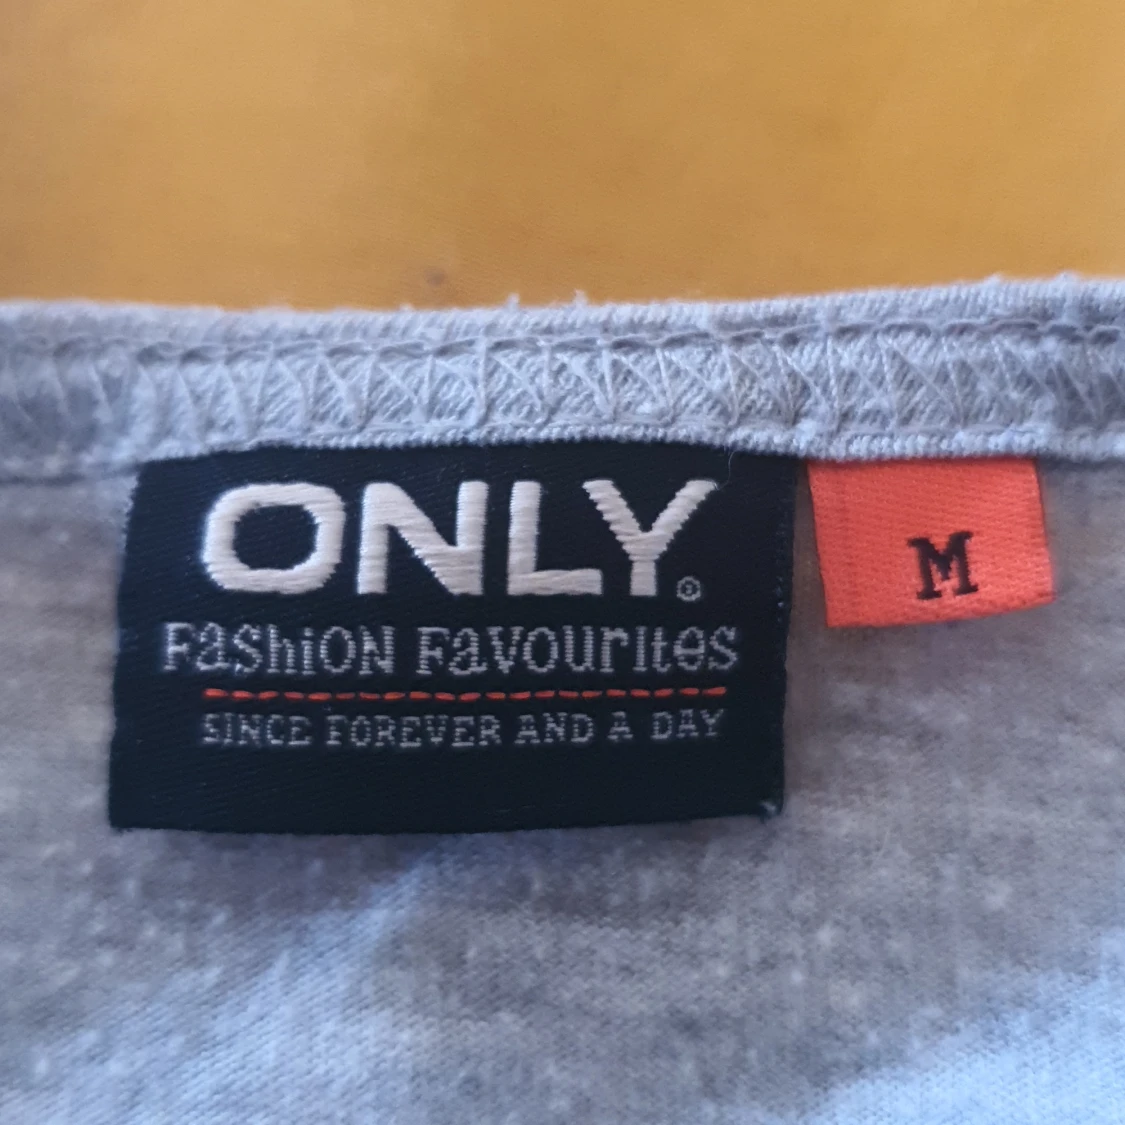 ONLY®
Fashion Favourites
SINCE FOREVER AND A DAY
M